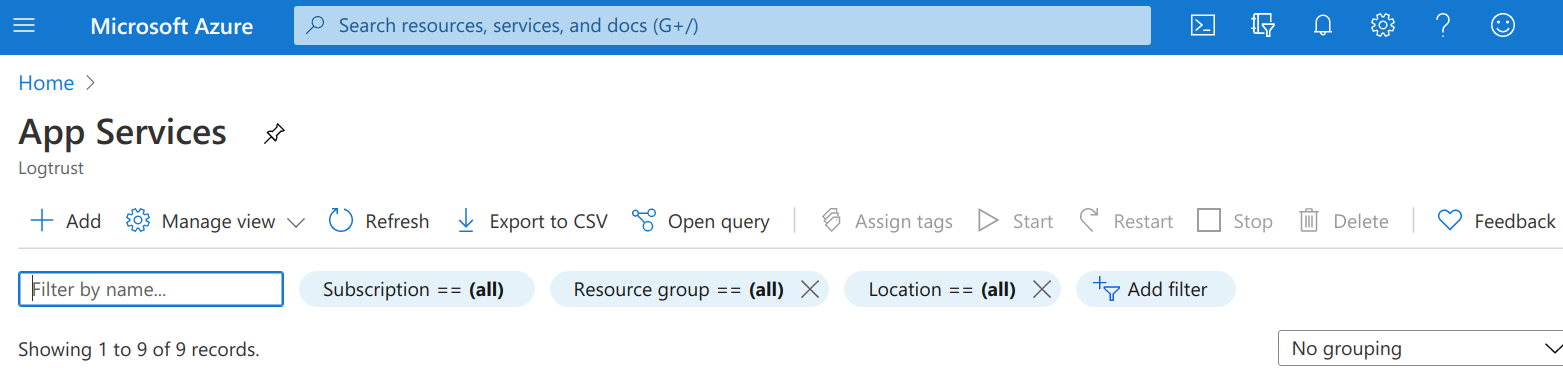 Microsoft Azure Search resources, services, and docs (G+/)
Home
App Services
Logtrust
Add Manage view Refresh Export to CSV Open query Assign tags Start Restart Stop Delete Feedback
Filter by name... Subscription == (all) Resource group == (all) Location == (all) Add filter
Showing 1 to 9 of 9 records. No grouping